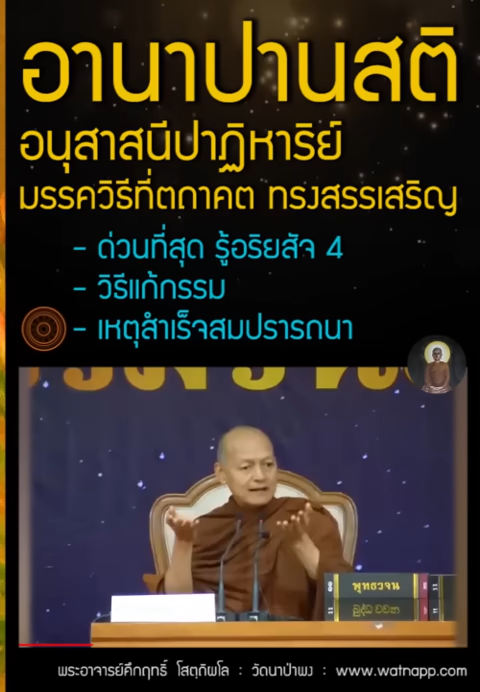 อานาปานสติ
อนุสาสนีปาฏิหาริย์
มรรควิธีที่ตถาคต ทรงสรรเสริญ
- ด่วนที่สุด รู้อริยสัจ 4
- วิธีแก้กรรม
- เหตุสำเร็จสมปรารถนา
พุทธวจน
พระอาจารย์คึกฤทธิ์ โสตฺถิผโล : วัดนาป่าพง : www.watnapp.com